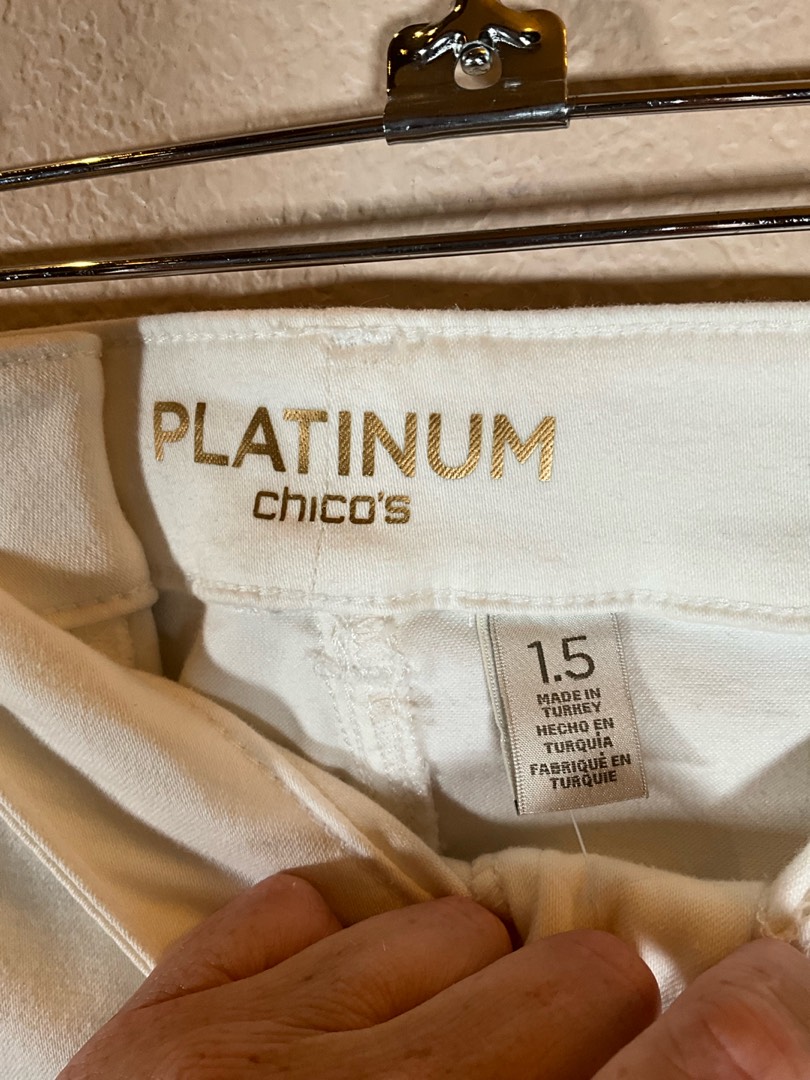 PLATINUM
chico's
1.5
MADE IN
TURKEY
HECHO EN
TURQUÍA
FABRIQUÉ EN
TURQUIE